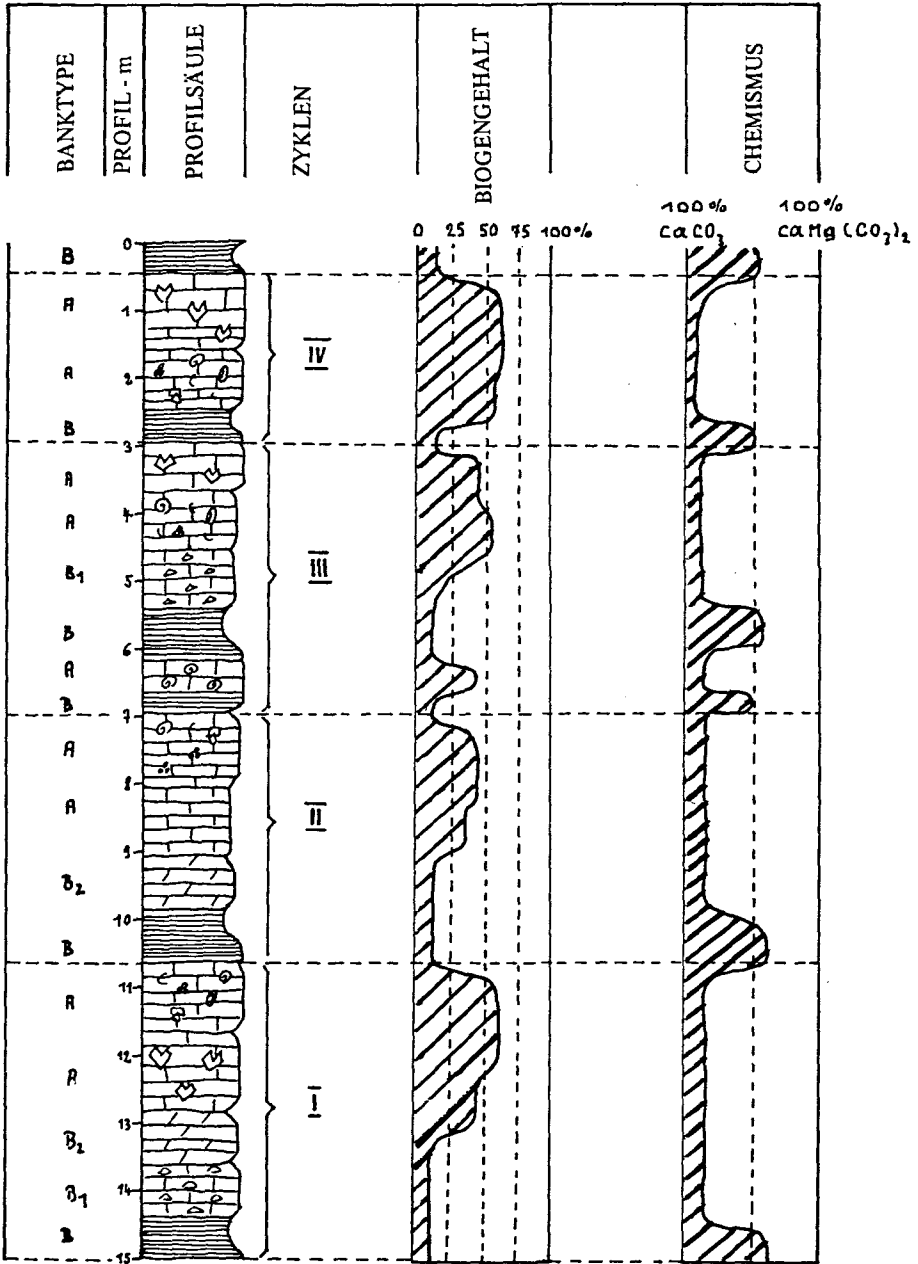 BANKTYPE
PROFIL - m
PROFILSÄULE
ZYKLEN
BIOGENGEHALT
CHEMISMUS
0 25 50 75 100%
100% CaCO3
100% CaMg(CO3)2
B
0
A
1
IV
A
2
B
3
A
A
4
III
B1
5
B
6
A
B
7
A
8
A
II
9
B2
10
B
11
A
12
A
I
13
B2
B1
14
B
15